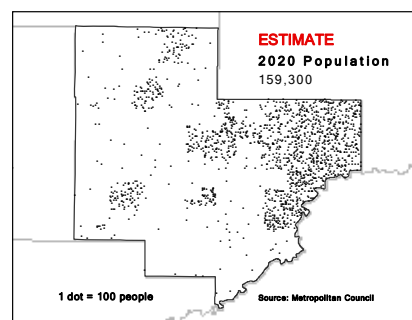 ESTIMATE
2020 Population
159,300
1 dot = 100 people
Source: Metropolitan Council